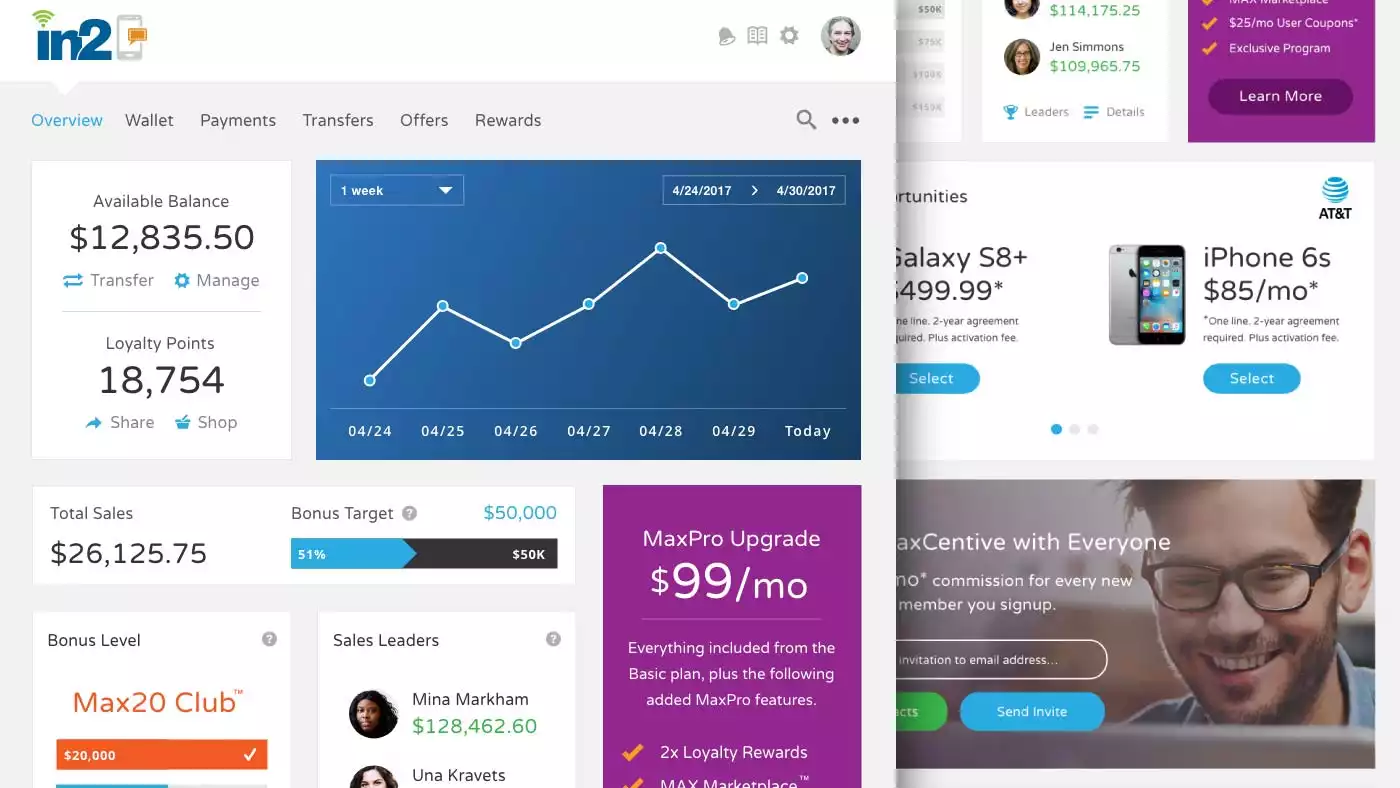 in2
Overview
Wallet
Payments
Transfers
Offers
Rewards
Available Balance
$12,835.50
Transfer
Manage
Loyalty Points
18,754
Share
Shop
1 week
4/24/2017
4/30/2017
04/24
04/25
04/26
04/27
04/28
04/29
Today
Total Sales
$26,125.75
Bonus Target ?
$50,000
51%
$50K
Bonus Level ?
Max20 Club™
$20,000
Sales Leaders ?
Mina Markham
$128,462.60
Una Kravets
MaxPro Upgrade
$99/mo
Everything included from the
Basic plan, plus the following
added MaxPro features.
2x Loyalty Rewards
MAX Marketplace™
$50K
$75K
$100K
$150K
$114,175.25
Jen Simmons
$109,965.75
Leaders
Details
MAX Marketplace
$25/mo User Coupons*
Exclusive Program
Learn More
rtunities
AT&T
Galaxy S8+
$499.99*
ne line. 2-year agreement
quired. Plus activation fee.
Select
iPhone 6s
$85/mo*
*One line. 2-year agreement
required. Plus activation fee.
Select
axCentive with Everyone
mo* commission for every new
member you signup.
invitation to email address...
acts
Send Invite